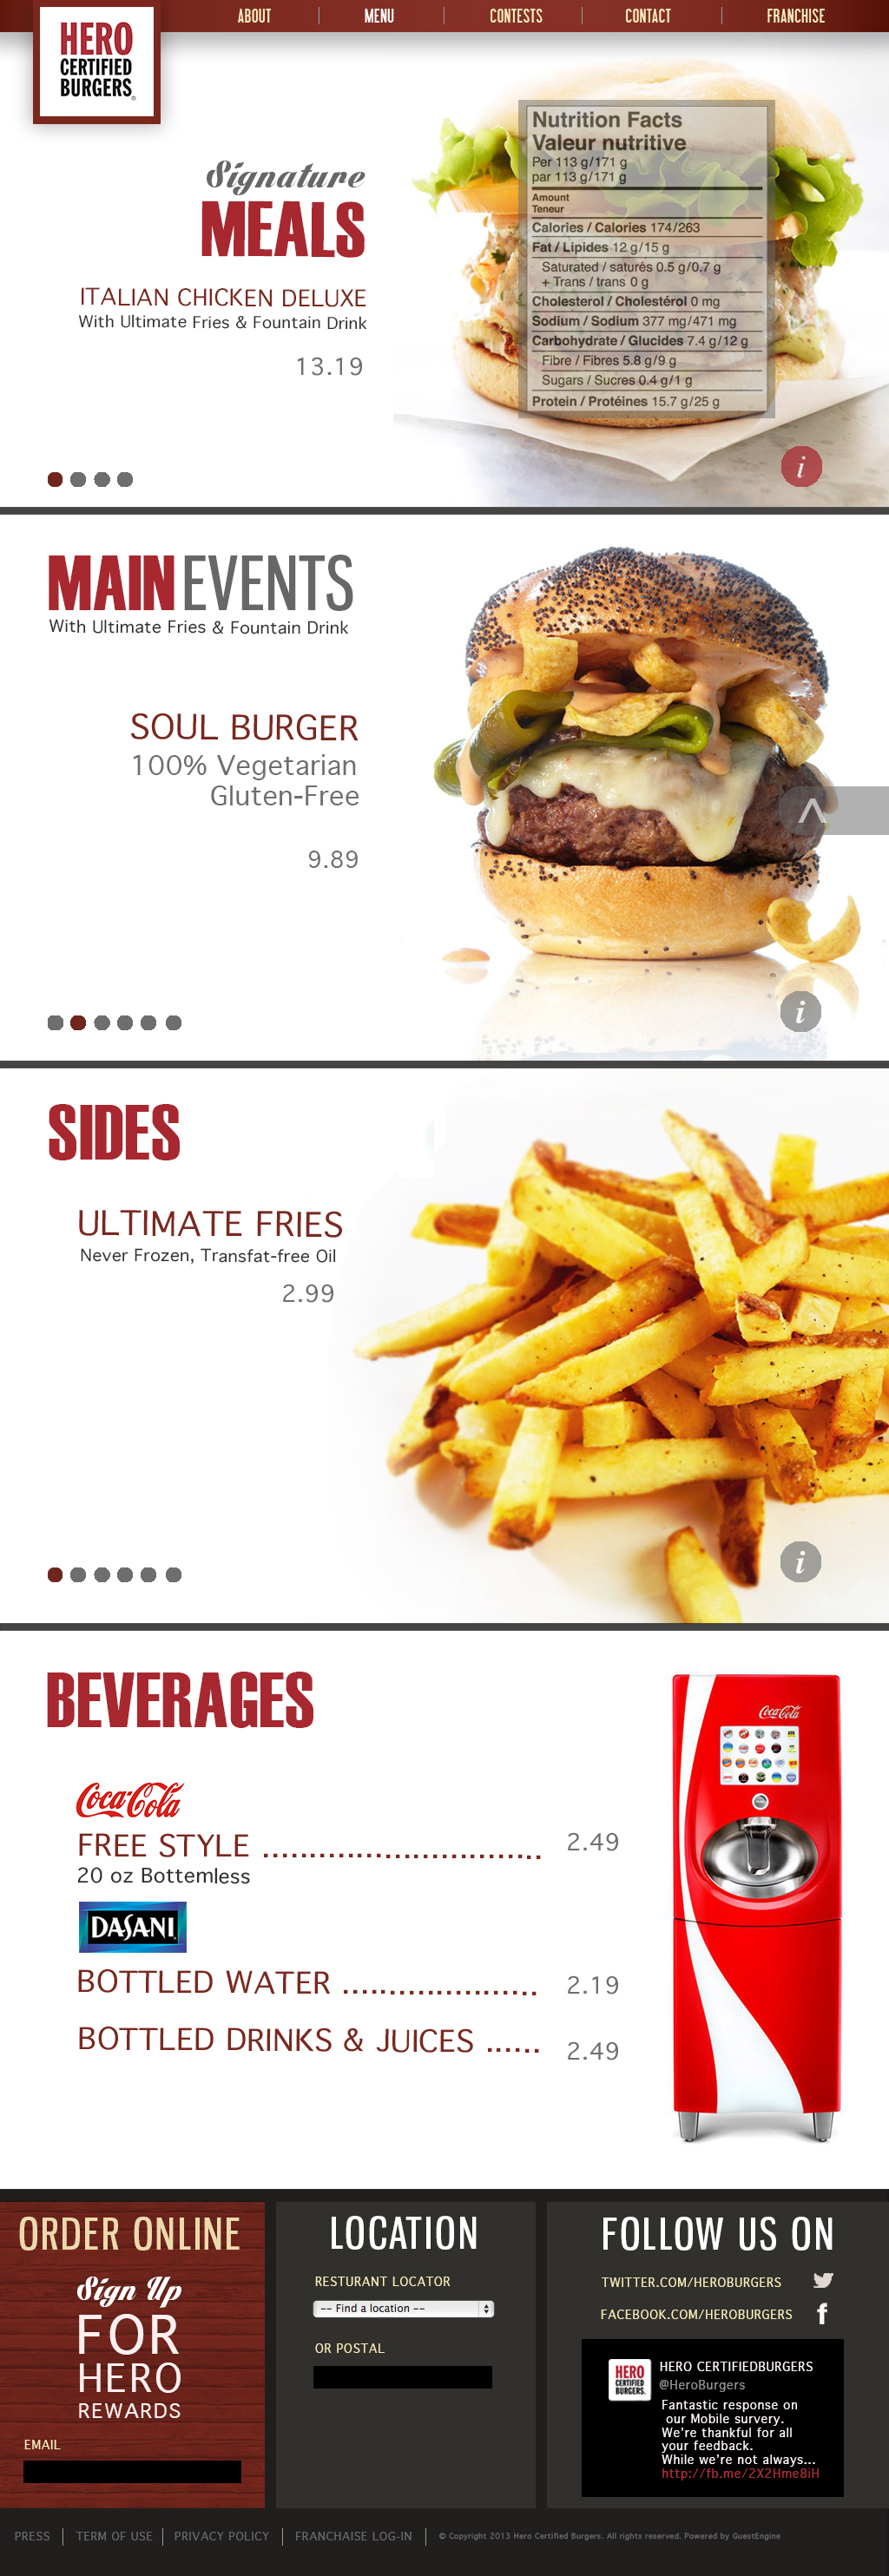 ABOUT
MENU
CONTESTS
CONTACT
FRANCHISE
HERO
CERTIFIED
BURGERS®
Signature
MEALS
ITALIAN CHICKEN DELUXE
With Ultimate Fries & Fountain Drink
13.19
Nutrition Facts
Valeur nutritive
Per 113 g/171 g
par 113 g/171 g
Amount
Teneur
Calories / Calories 174/263
Fat / Lipides 12 g/15 g
Saturated / saturés 0.5 g/0.7 g
+ Trans / trans 0 g
Cholesterol / Cholestérol 0 mg
Sodium / Sodium 377 mg/471 mg
Carbohydrate / Glucides 7.4 g/12 g
Fibre / Fibres 5.8 g/9 g
Sugars / Sucres 0.4 g/1 g
Protein / Protéines 15.7 g/25 g
i
MAINEVENTS
With Ultimate Fries & Fountain Drink
SOUL BURGER
100% Vegetarian
Gluten-Free
9.89
i
SIDES
ULTIMATE FRIES
Never Frozen, Transfat-free Oil
2.99
i
BEVERAGES
Coca-Cola
Coca-Cola
FREE STYLE .............................. 2.49
20 oz Bottemless
DASANI
BOTTLED WATER ..................... 2.19
BOTTLED DRINKS & JUICES ...... 2.49
ORDER ONLINE
Sign Up
FOR
HERO
REWARDS
EMAIL
LOCATION
RESTURANT LOCATOR
-- Find a location --
OR POSTAL
FOLLOW US ON
TWITTER.COM/HEROBURGERS
FACEBOOK.COM/HEROBURGERS
HERO
CERTIFIED
BURGERS
HERO CERTIFIEDBURGERS
@HeroBurgers
Fantastic response on
our Mobile survery.
We're thankful for all
your feedback.
While we're not always...
http://fb.me/2X2Hme8iH
PRESS
TERM OF USE
PRIVACY POLICY
FRANCHAISE LOG-IN
© Copyright 2013 Hero Certified Burgers. All rights reserved. Powered by GuestEngine